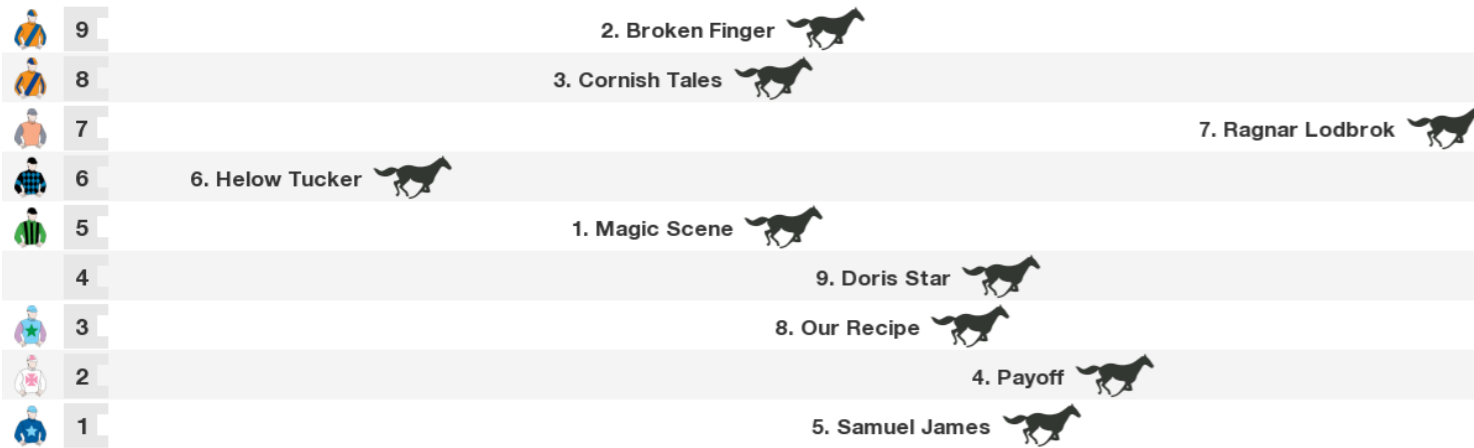 9 2. Broken Finger
8 3. Cornish Tales
7 7. Ragnar Lodbrok
6 6. Helow Tucker
5 1. Magic Scene
4 9. Doris Star
3 8. Our Recipe
2 4. Payoff
1 5. Samuel James